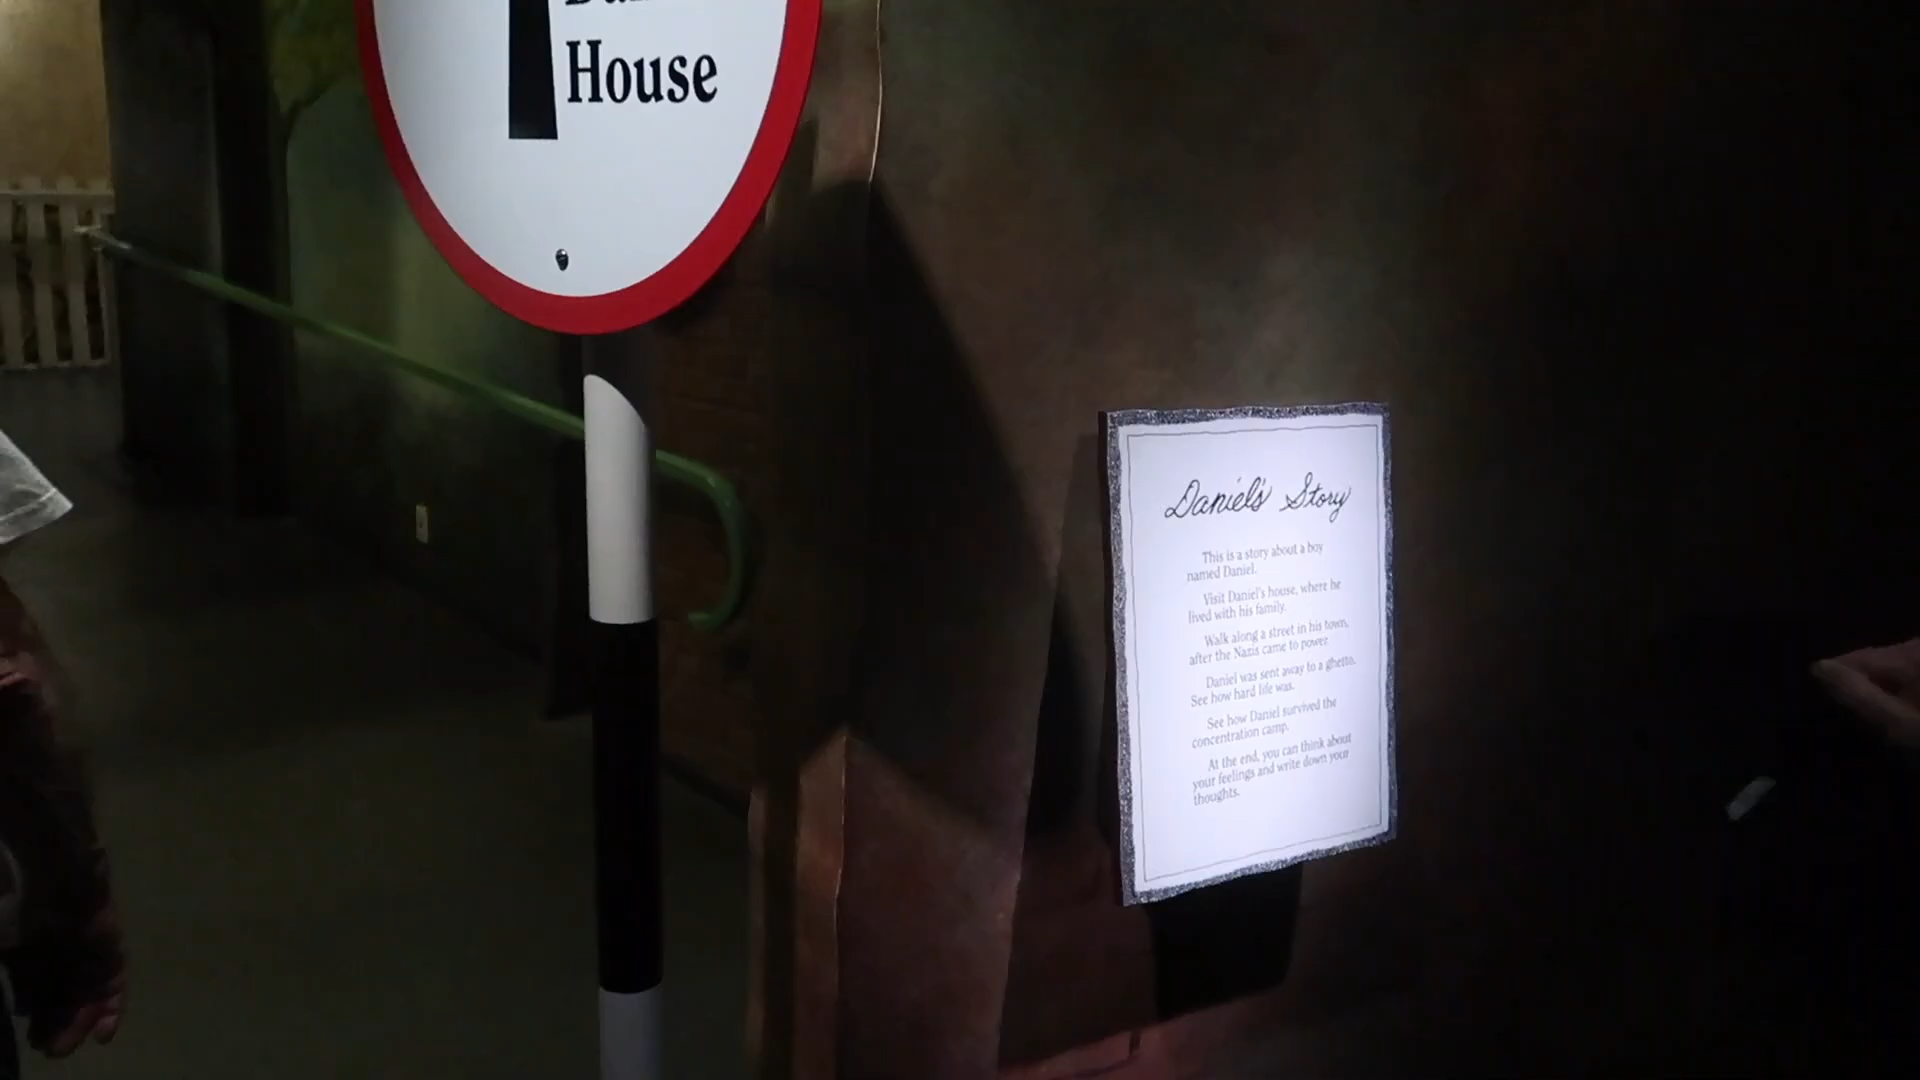 House
Daniel's Story
This is a story about a boy
named Daniel.
Visit Daniel's house, where he
lived with his family.
Walk along a street in his town,
after the Nazis came to power.
Daniel was sent away to a ghetto.
See how hard life was.
See how Daniel survived the
concentration camp.
At the end, you can think about
your feelings and write down your
thoughts.